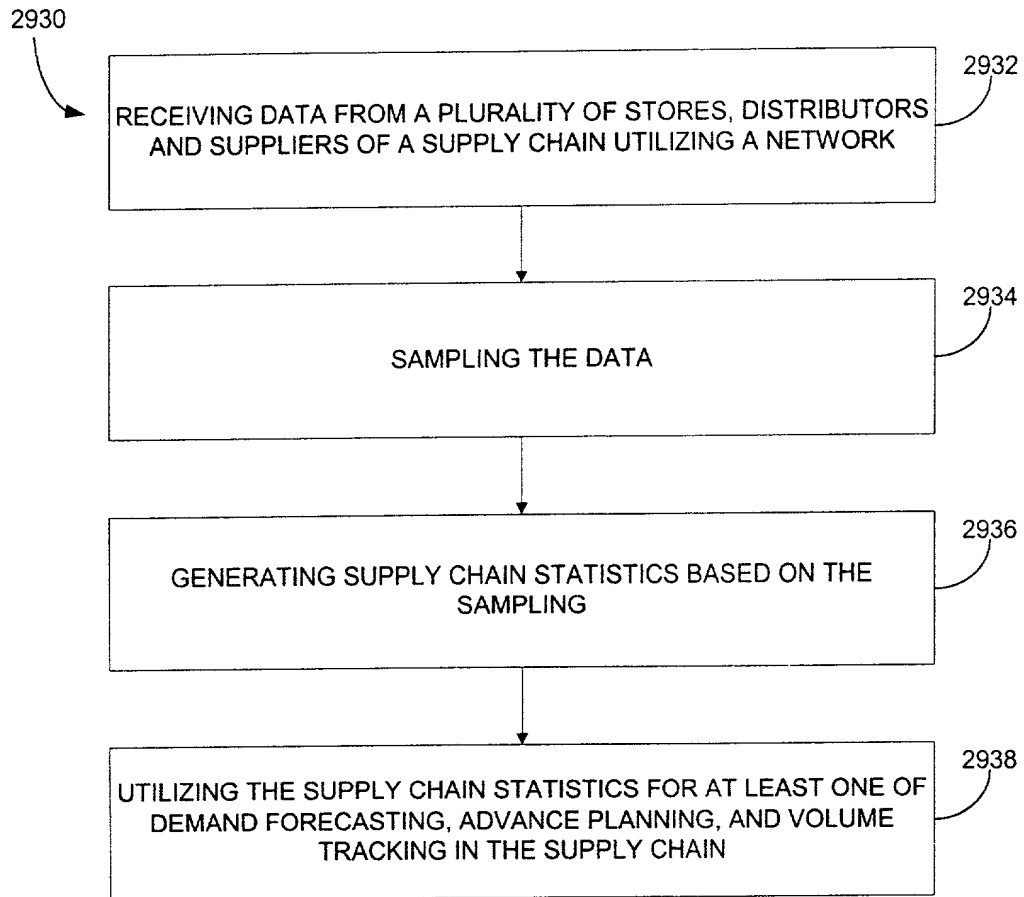 2930
2932
RECEIVING DATA FROM A PLURALITY OF STORES, DISTRIBUTORS
AND SUPPLIERS OF A SUPPLY CHAIN UTILIZING A NETWORK
2934
SAMPLING THE DATA
2936
GENERATING SUPPLY CHAIN STATISTICS BASED ON THE
SAMPLING
2938
UTILIZING THE SUPPLY CHAIN STATISTICS FOR AT LEAST ONE OF
DEMAND FORECASTING, ADVANCE PLANNING, AND VOLUME
TRACKING IN THE SUPPLY CHAIN